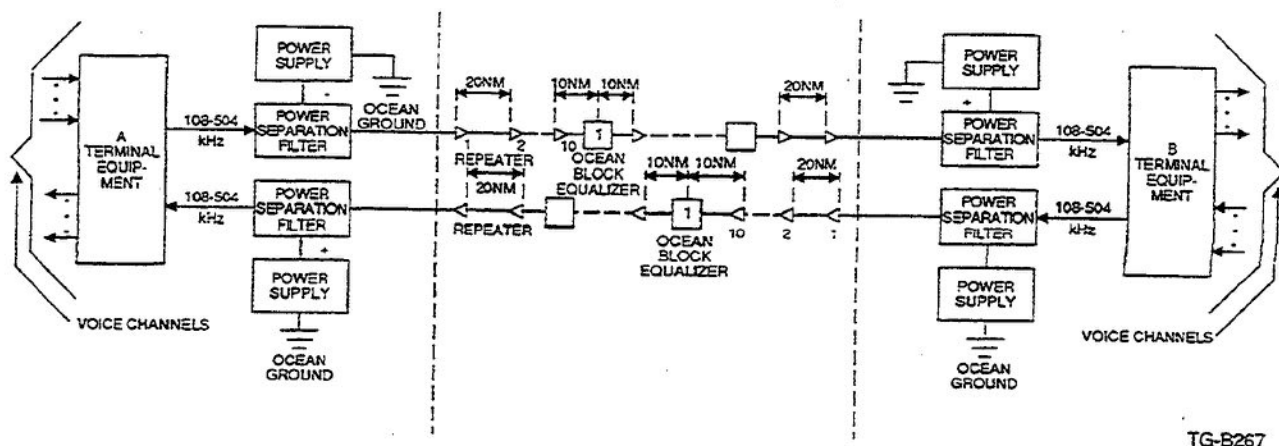 POWER
SUPPLY
-
OCEAN
GROUND
A
TERMINAL
EQUIP-
MENT
108-504
kHz
POWER
SEPARATION
FILTER
108-504
kHz
POWER
SEPARATION
FILTER
+
POWER
SUPPLY
OCEAN
GROUND
VOICE CHANNELS
20NM
10NM
10NM
20NM
1
2
10
1
REPEATER
OCEAN
BLOCK
EQUALIZER
20NM
10NM
10NM
20NM
REPEATER
1
10
2
1
OCEAN
BLOCK
EQUALIZER
POWER
SUPPLY
+
POWER
SEPARATION
FILTER
108-504
kHz
B
TERMINAL
EQUIP-
MENT
POWER
SEPARATION
FILTER
108-504
kHz
-
POWER
SUPPLY
OCEAN
GROUND
VOICE CHANNELS
TG-B267